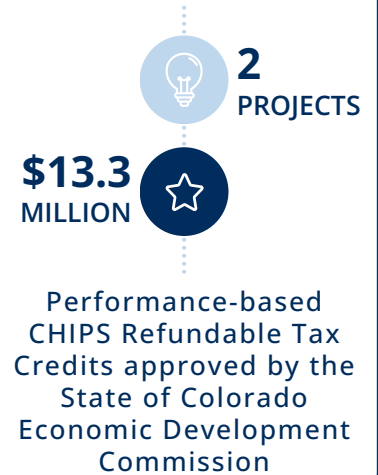 2
PROJECTS
$13.3
MILLION
Performance-based
CHIPS Refundable Tax
Credits approved by the
State of Colorado
Economic Development
Commission